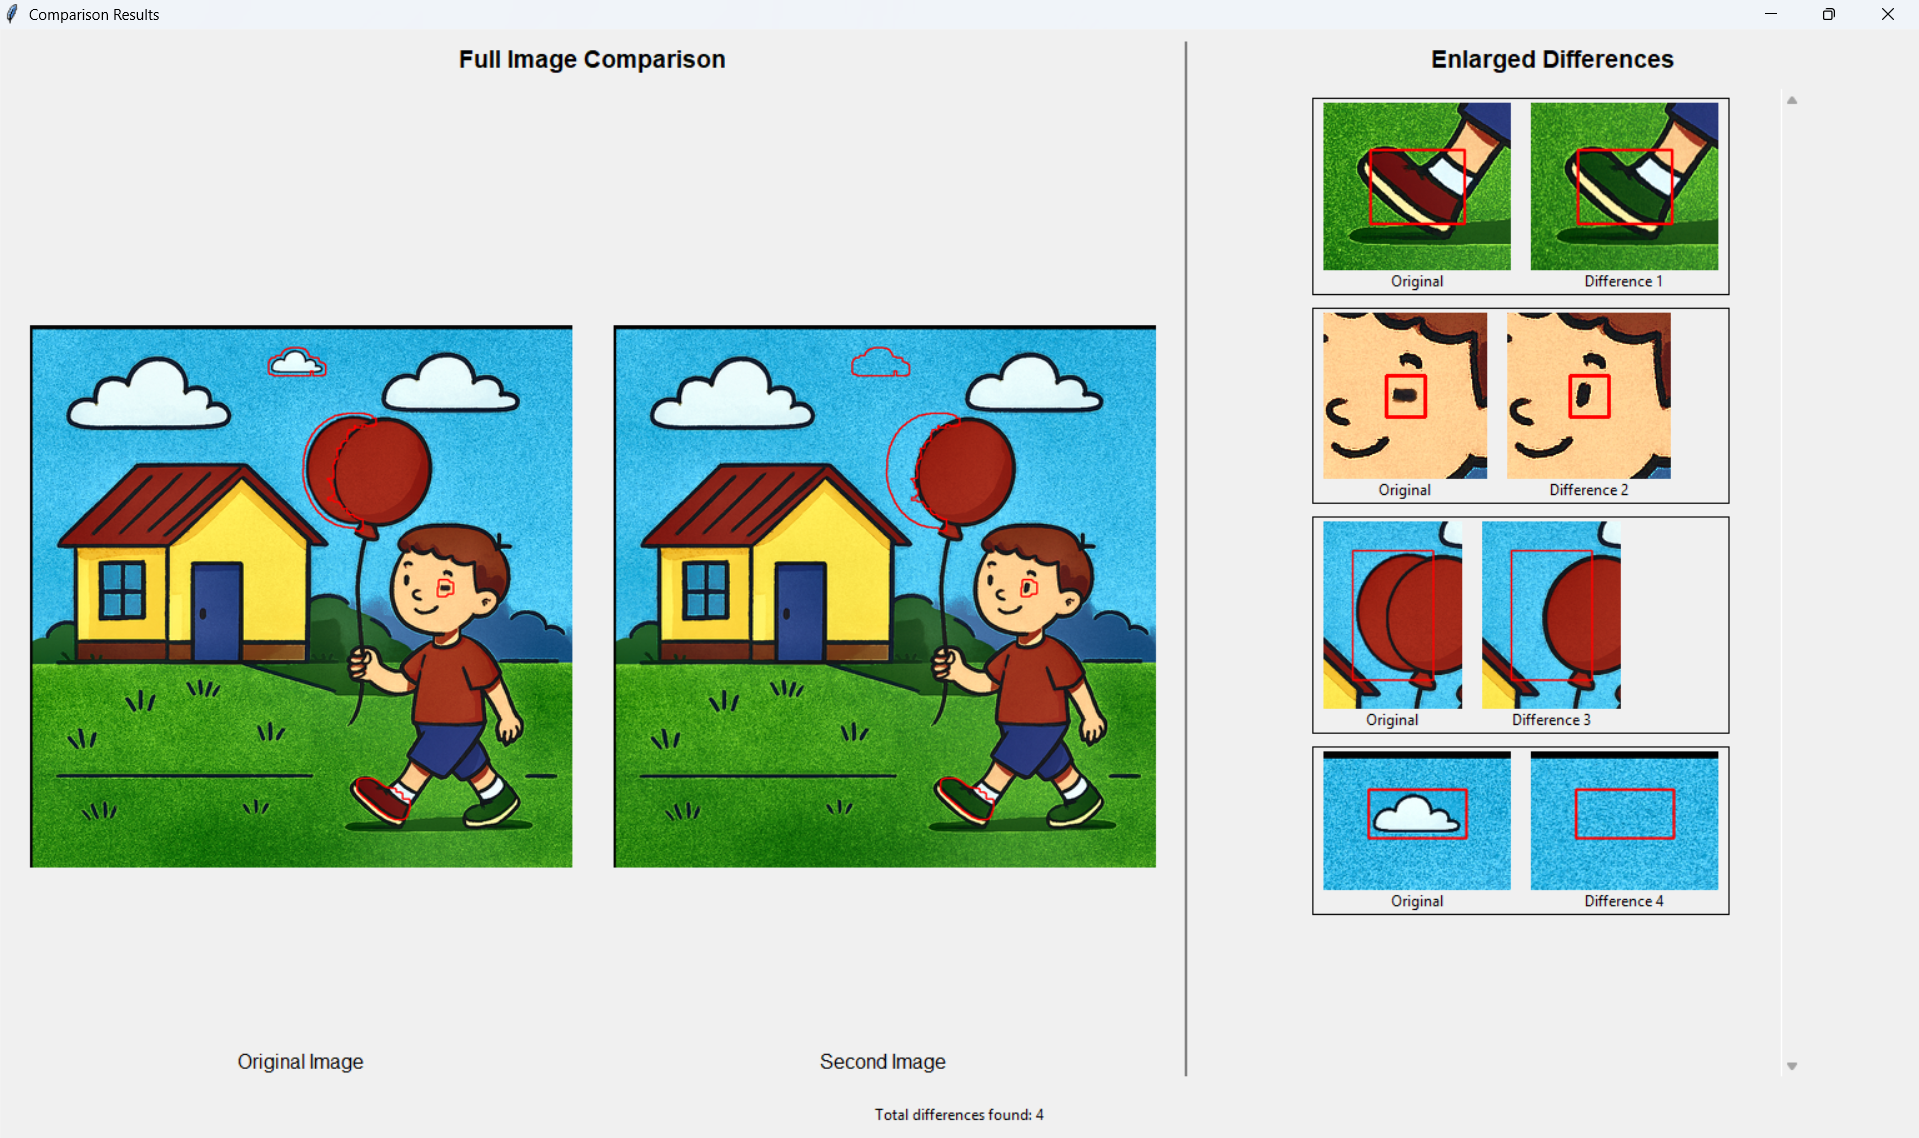 Comparison Results
Full Image Comparison
Original Image
Second Image
Enlarged Differences
Original
Difference 1
Original
Difference 2
Original
Difference 3
Original
Difference 4
Total differences found: 4